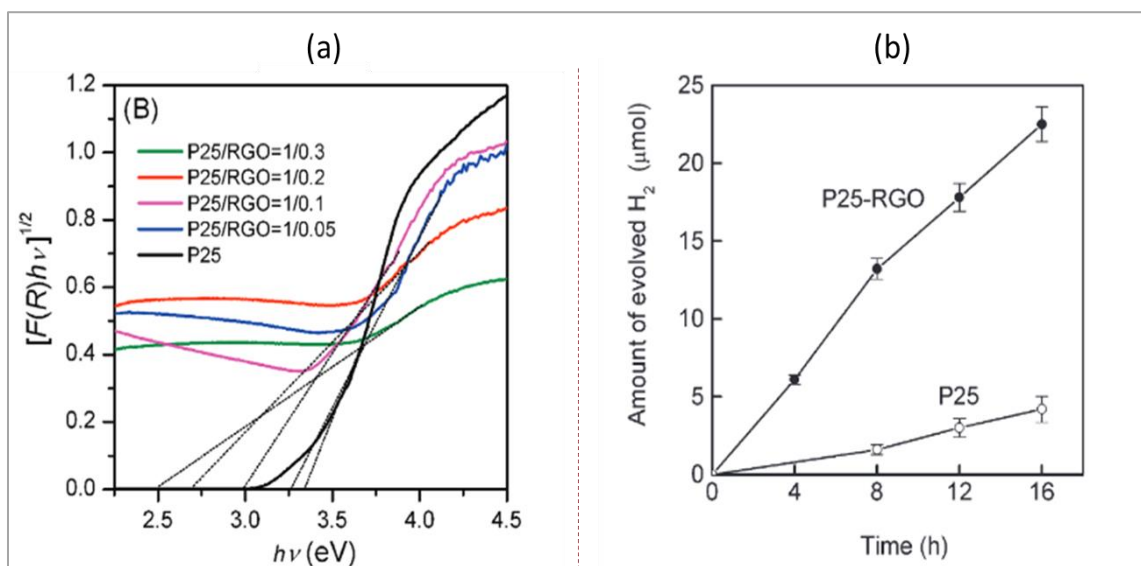 (a)
(B)
P25/RGO=1/0.3
P25/RGO=1/0.2
P25/RGO=1/0.1
P25/RGO=1/0.05
P25
[F(R)hν]^1/2
1.2
1.0
0.8
0.6
0.4
0.2
0.0
2.5 3.0 3.5 4.0 4.5
hν (eV)
(b)
Amount of evolved H₂ (μmol)
25
20
15
10
5
0
P25-RGO
P25
0 4 8 12 16
Time (h)